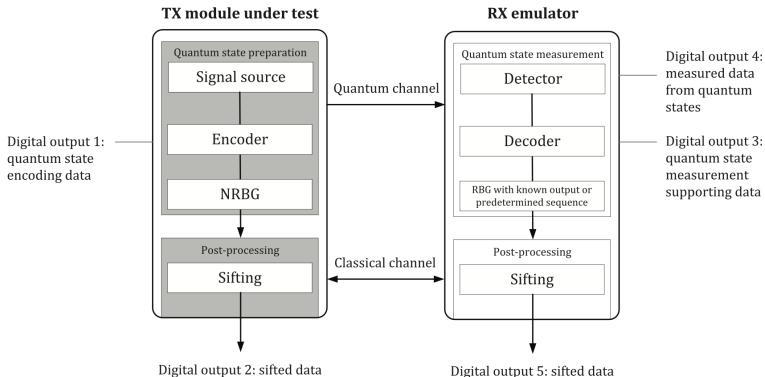 TX module under test
RX emulator
Quantum state preparation
Signal source
Encoder
NRBG
Post-processing
Sifting
Digital output 1:
quantum state
encoding data
Digital output 2: sifted data
Quantum channel
Classical channel
Quantum state measurement
Detector
Decoder
RBG with known output or
predetermined sequence
Post-processing
Sifting
Digital output 4:
measured data
from quantum
states
Digital output 3:
quantum state
measurement
supporting data
Digital output 5: sifted data